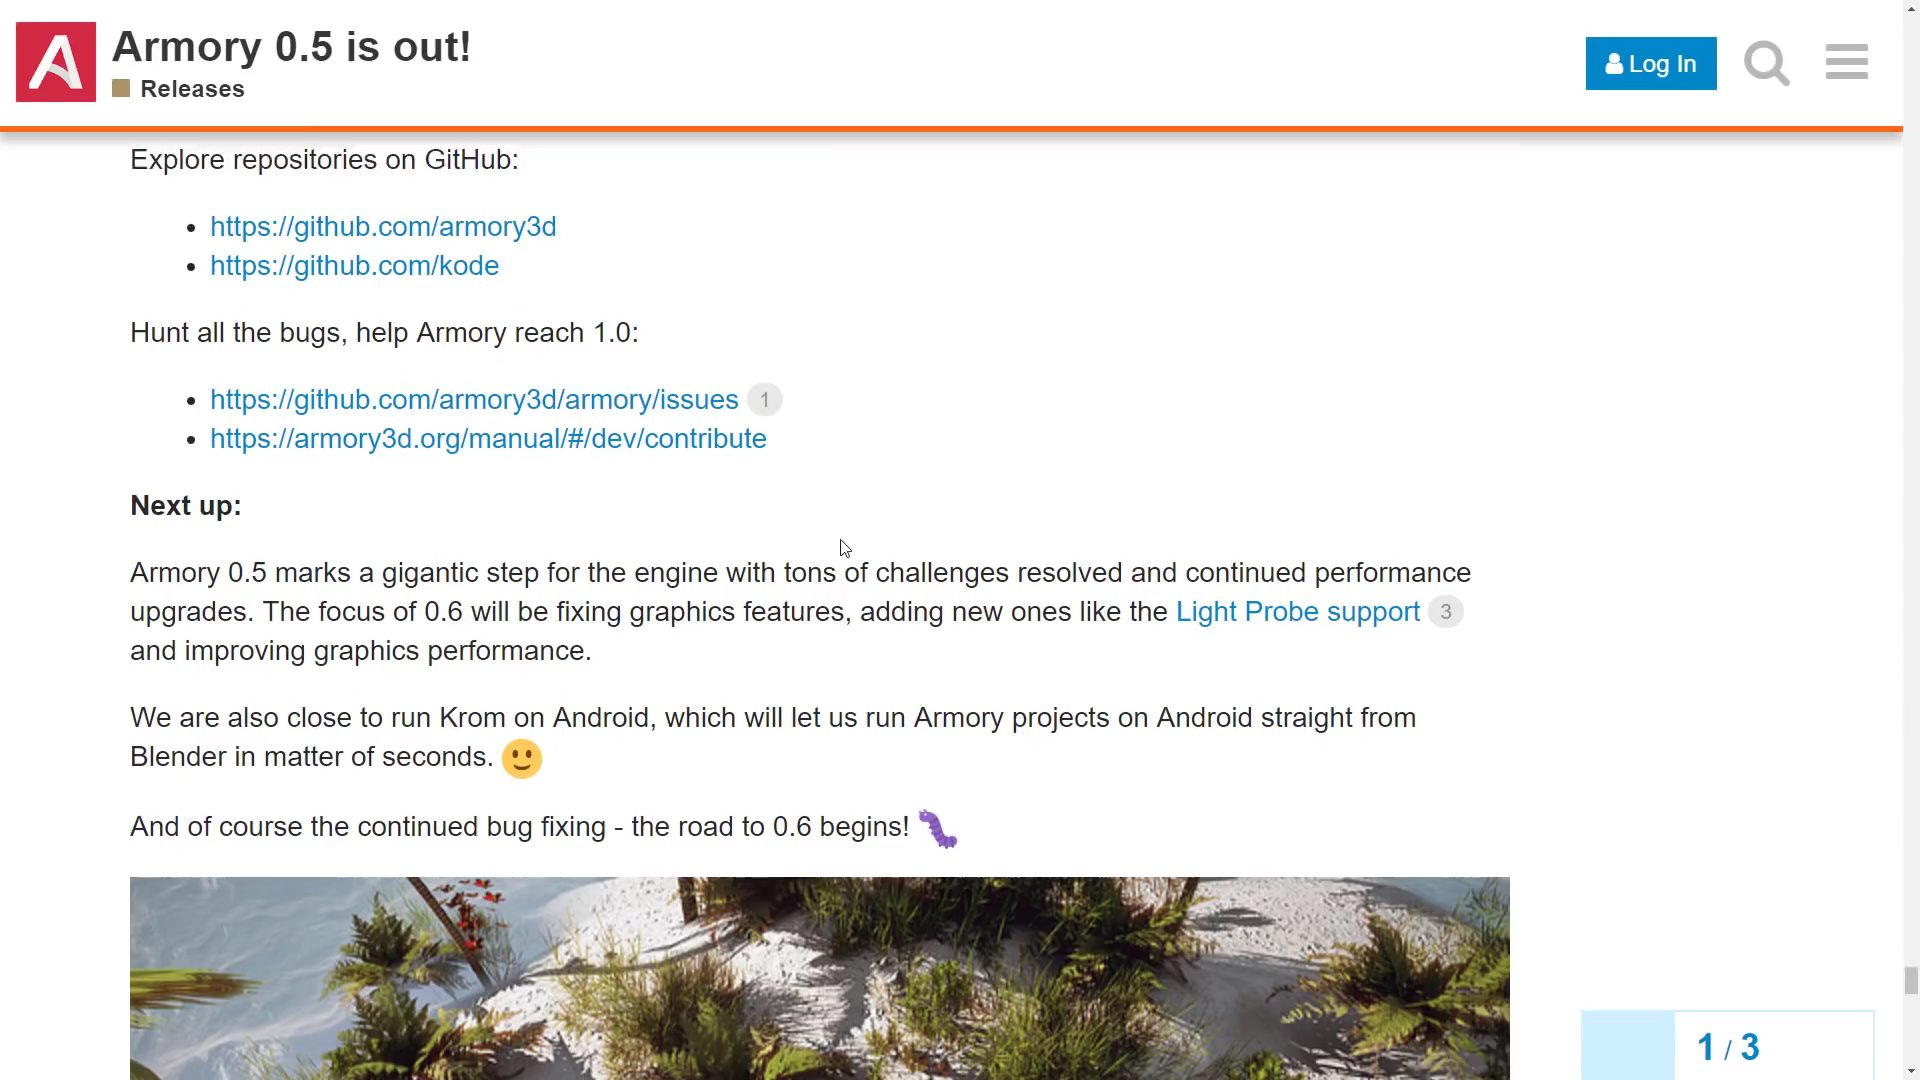 Armory 0.5 is out!
Releases
Log In
Explore repositories on GitHub:
https://github.com/armory3d
https://github.com/kode
Hunt all the bugs, help Armory reach 1.0:
https://github.com/armory3d/armory/issues 1
https://armory3d.org/manual/#/dev/contribute
Next up:
Armory 0.5 marks a gigantic step for the engine with tons of challenges resolved and continued performance
upgrades. The focus of 0.6 will be fixing graphics features, adding new ones like the Light Probe support 3
and improving graphics performance.
We are also close to run Krom on Android, which will let us run Armory projects on Android straight from
Blender in matter of seconds.
And of course the continued bug fixing - the road to 0.6 begins!
1 / 3